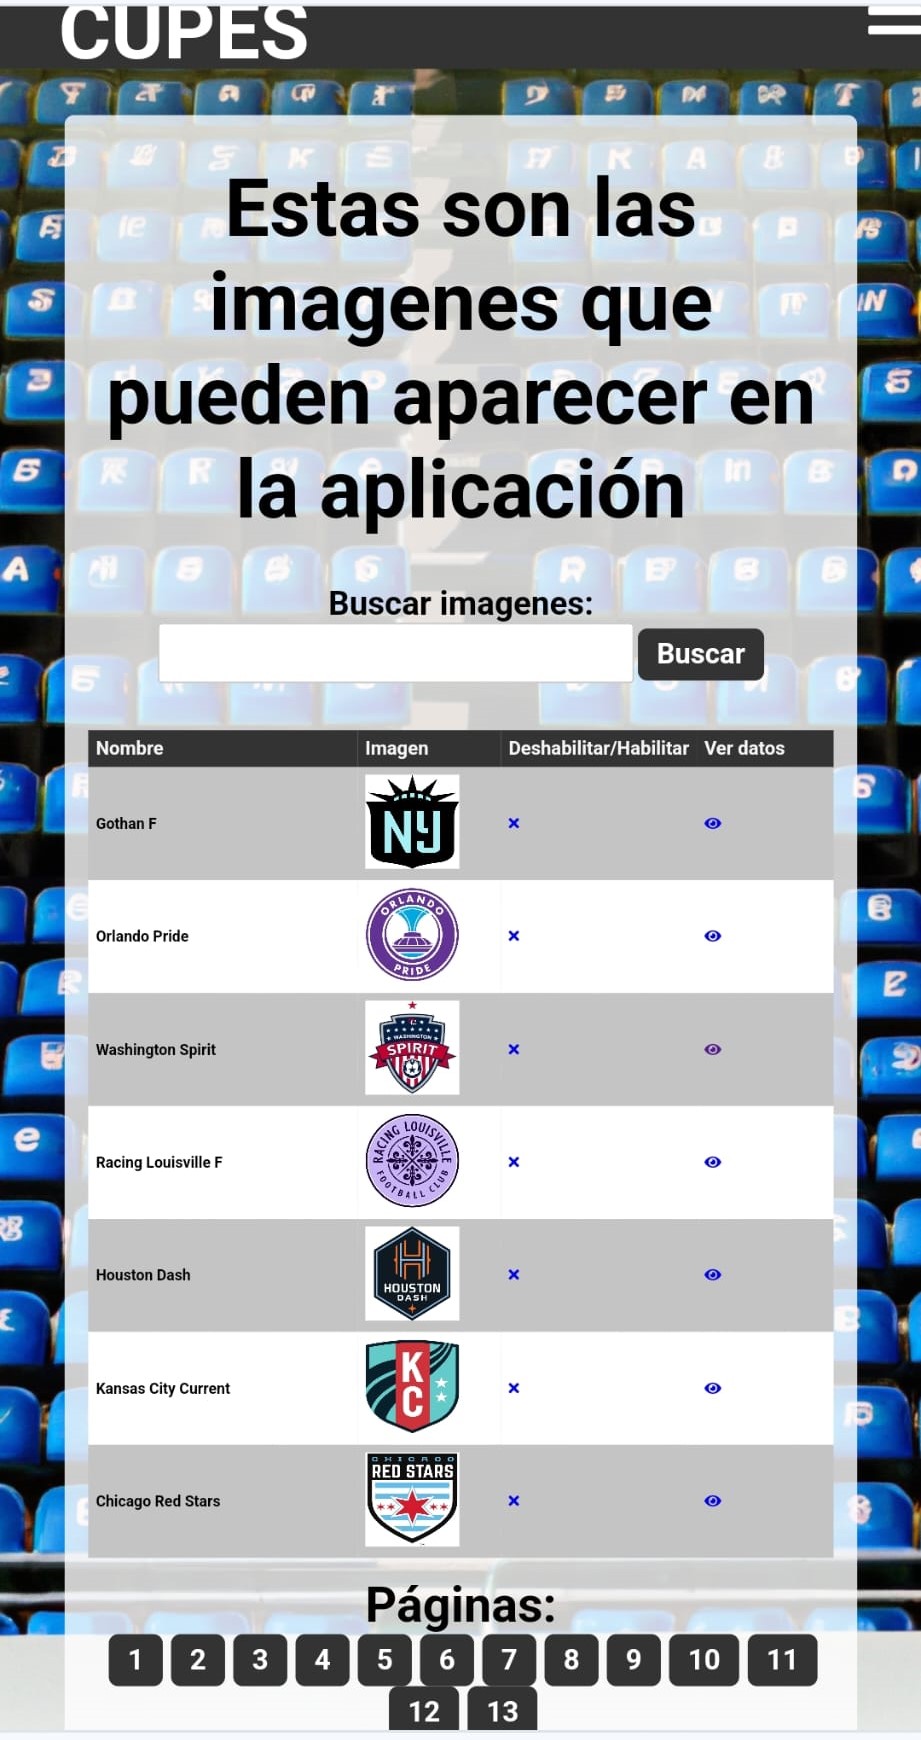 CUPES
Estas son las
imagenes que
pueden aparecer en
la aplicación
Buscar imagenes:
Buscar
Nombre Imagen Deshabilitar/Habilitar Ver datos
Gothan F
NY
Orlando Pride
ORLANDO
PRIDE
Washington Spirit
WASHINGTON
SPIRIT
Racing Louisville F
RACING LOUISVILLE
FOOTBALL CLUB
Houston Dash
HOUSTON
DASH
Kansas City Current
KC
Chicago Red Stars
CHICAGO
RED STARS
Páginas:
1 2 3 4 5 6 7 8 9 10 11
12 13